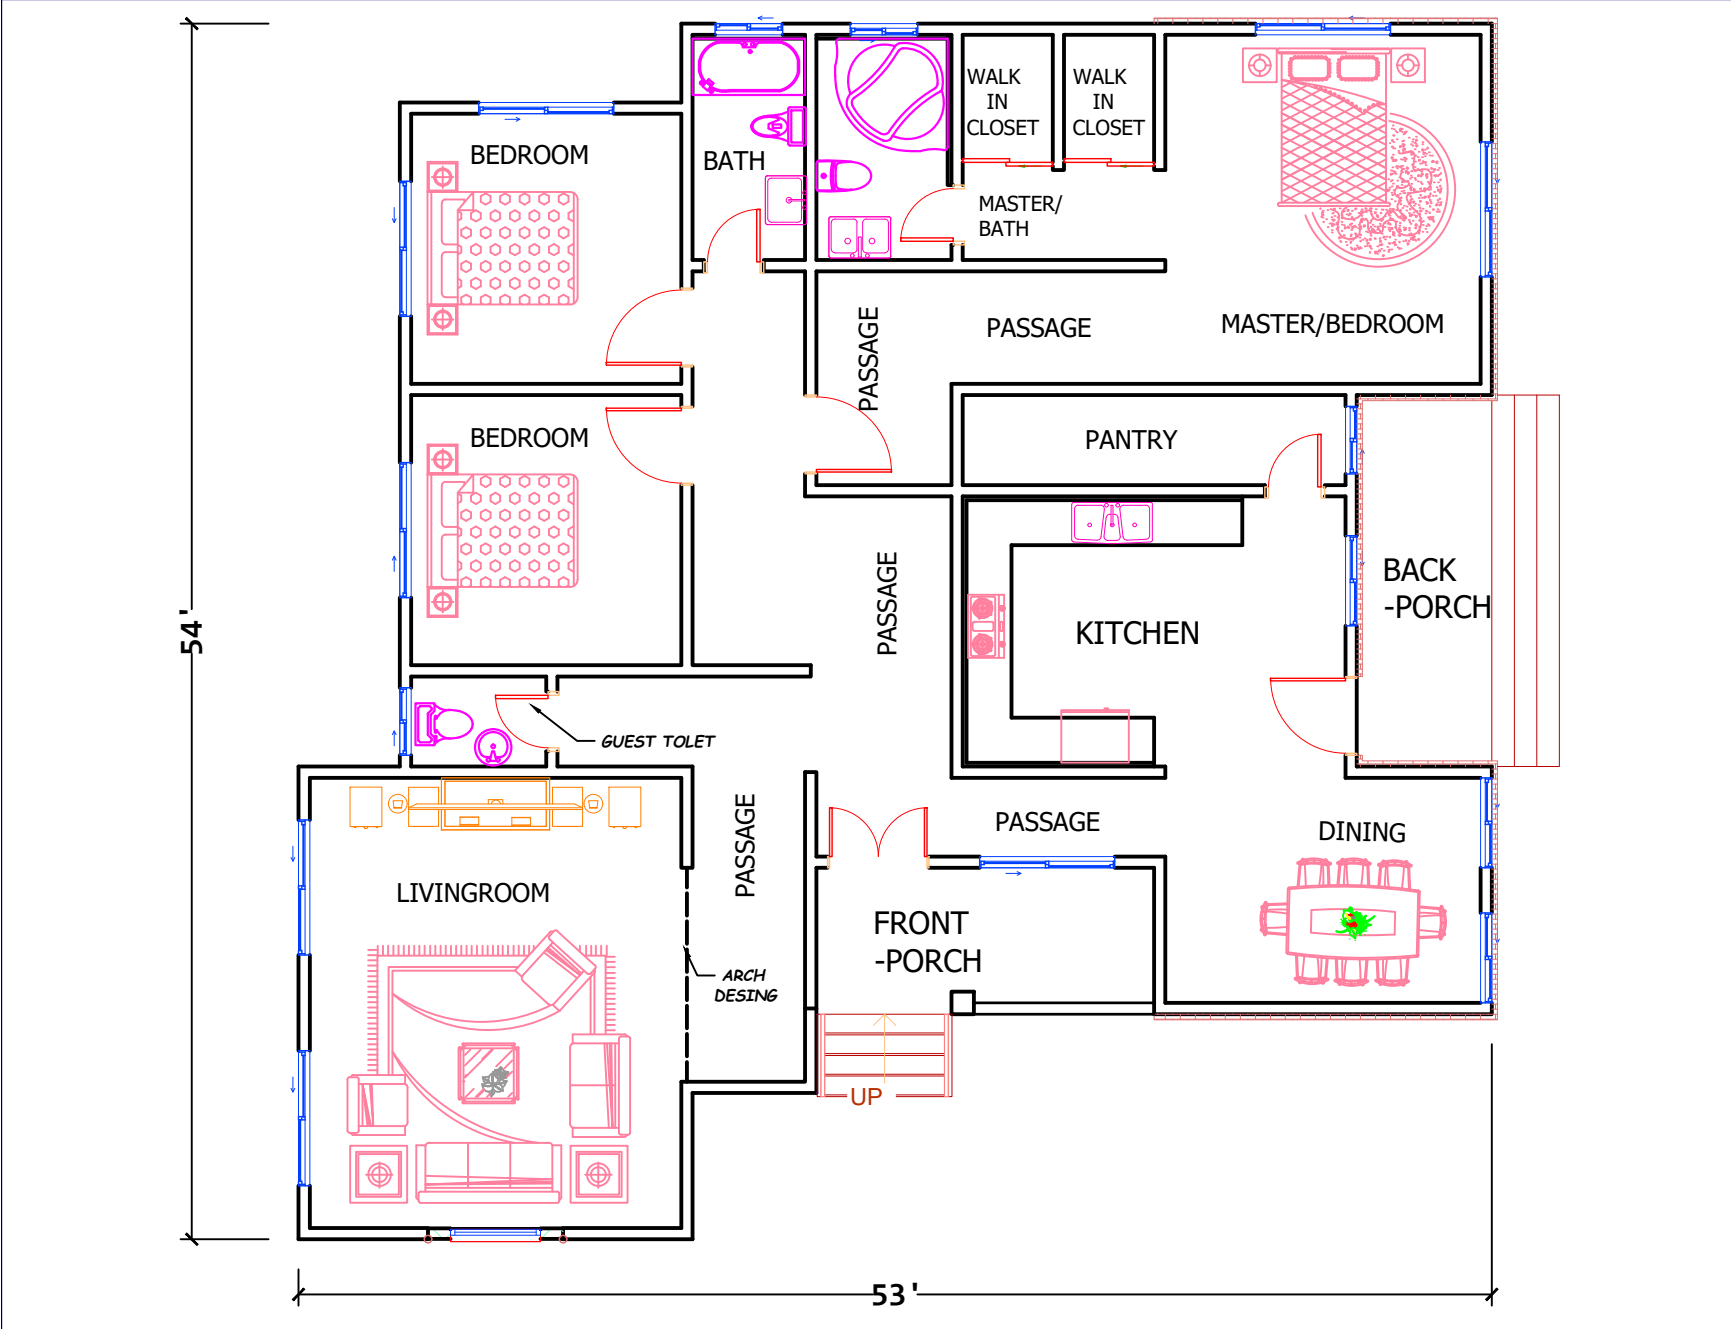 WALK
IN
CLOSET
WALK
IN
CLOSET
BEDROOM
BATH
MASTER/
BATH
PASSAGE
PASSAGE
MASTER/BEDROOM
BEDROOM
PANTRY
BACK
-PORCH
54'
PASSAGE
KITCHEN
GUEST TOLET
PASSAGE
PASSAGE
DINING
LIVINGROOM
FRONT
-PORCH
ARCH
DESING
UP
53'